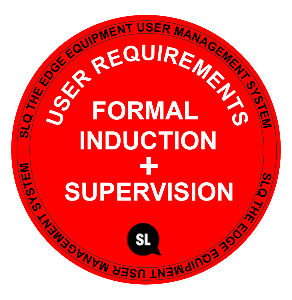 SLQ THE EDGE EQUIPMENT USER MANAGEMENT SYSTEM
USER REQUIREMENTS
FORMAL
INDUCTION
+
SUPERVISION
SL
SLQ THE EDGE EQUIPMENT USER MANAGEMENT SYSTEM